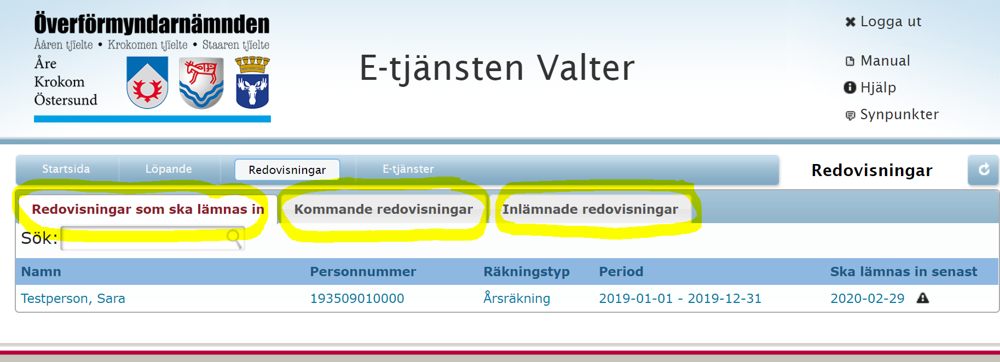 Överförmyndarnämnden
Ååren tjïelte • Krokomen tjïelte • Staaren tjïelte
Åre
Krokom
Östersund
E-tjänsten Valter
Logga ut
Manual
Hjälp
Synpunkter
Startsida Löpande Redovisningar E-tjänster Redovisningar
Redovisningar som ska lämnas in Kommande redovisningar Inlämnade redovisningar
Sök:
Namn Personnummer Räkningstyp Period Ska lämnas in senast
Testperson, Sara 193509010000 Årsräkning 2019-01-01 - 2019-12-31 2020-02-29